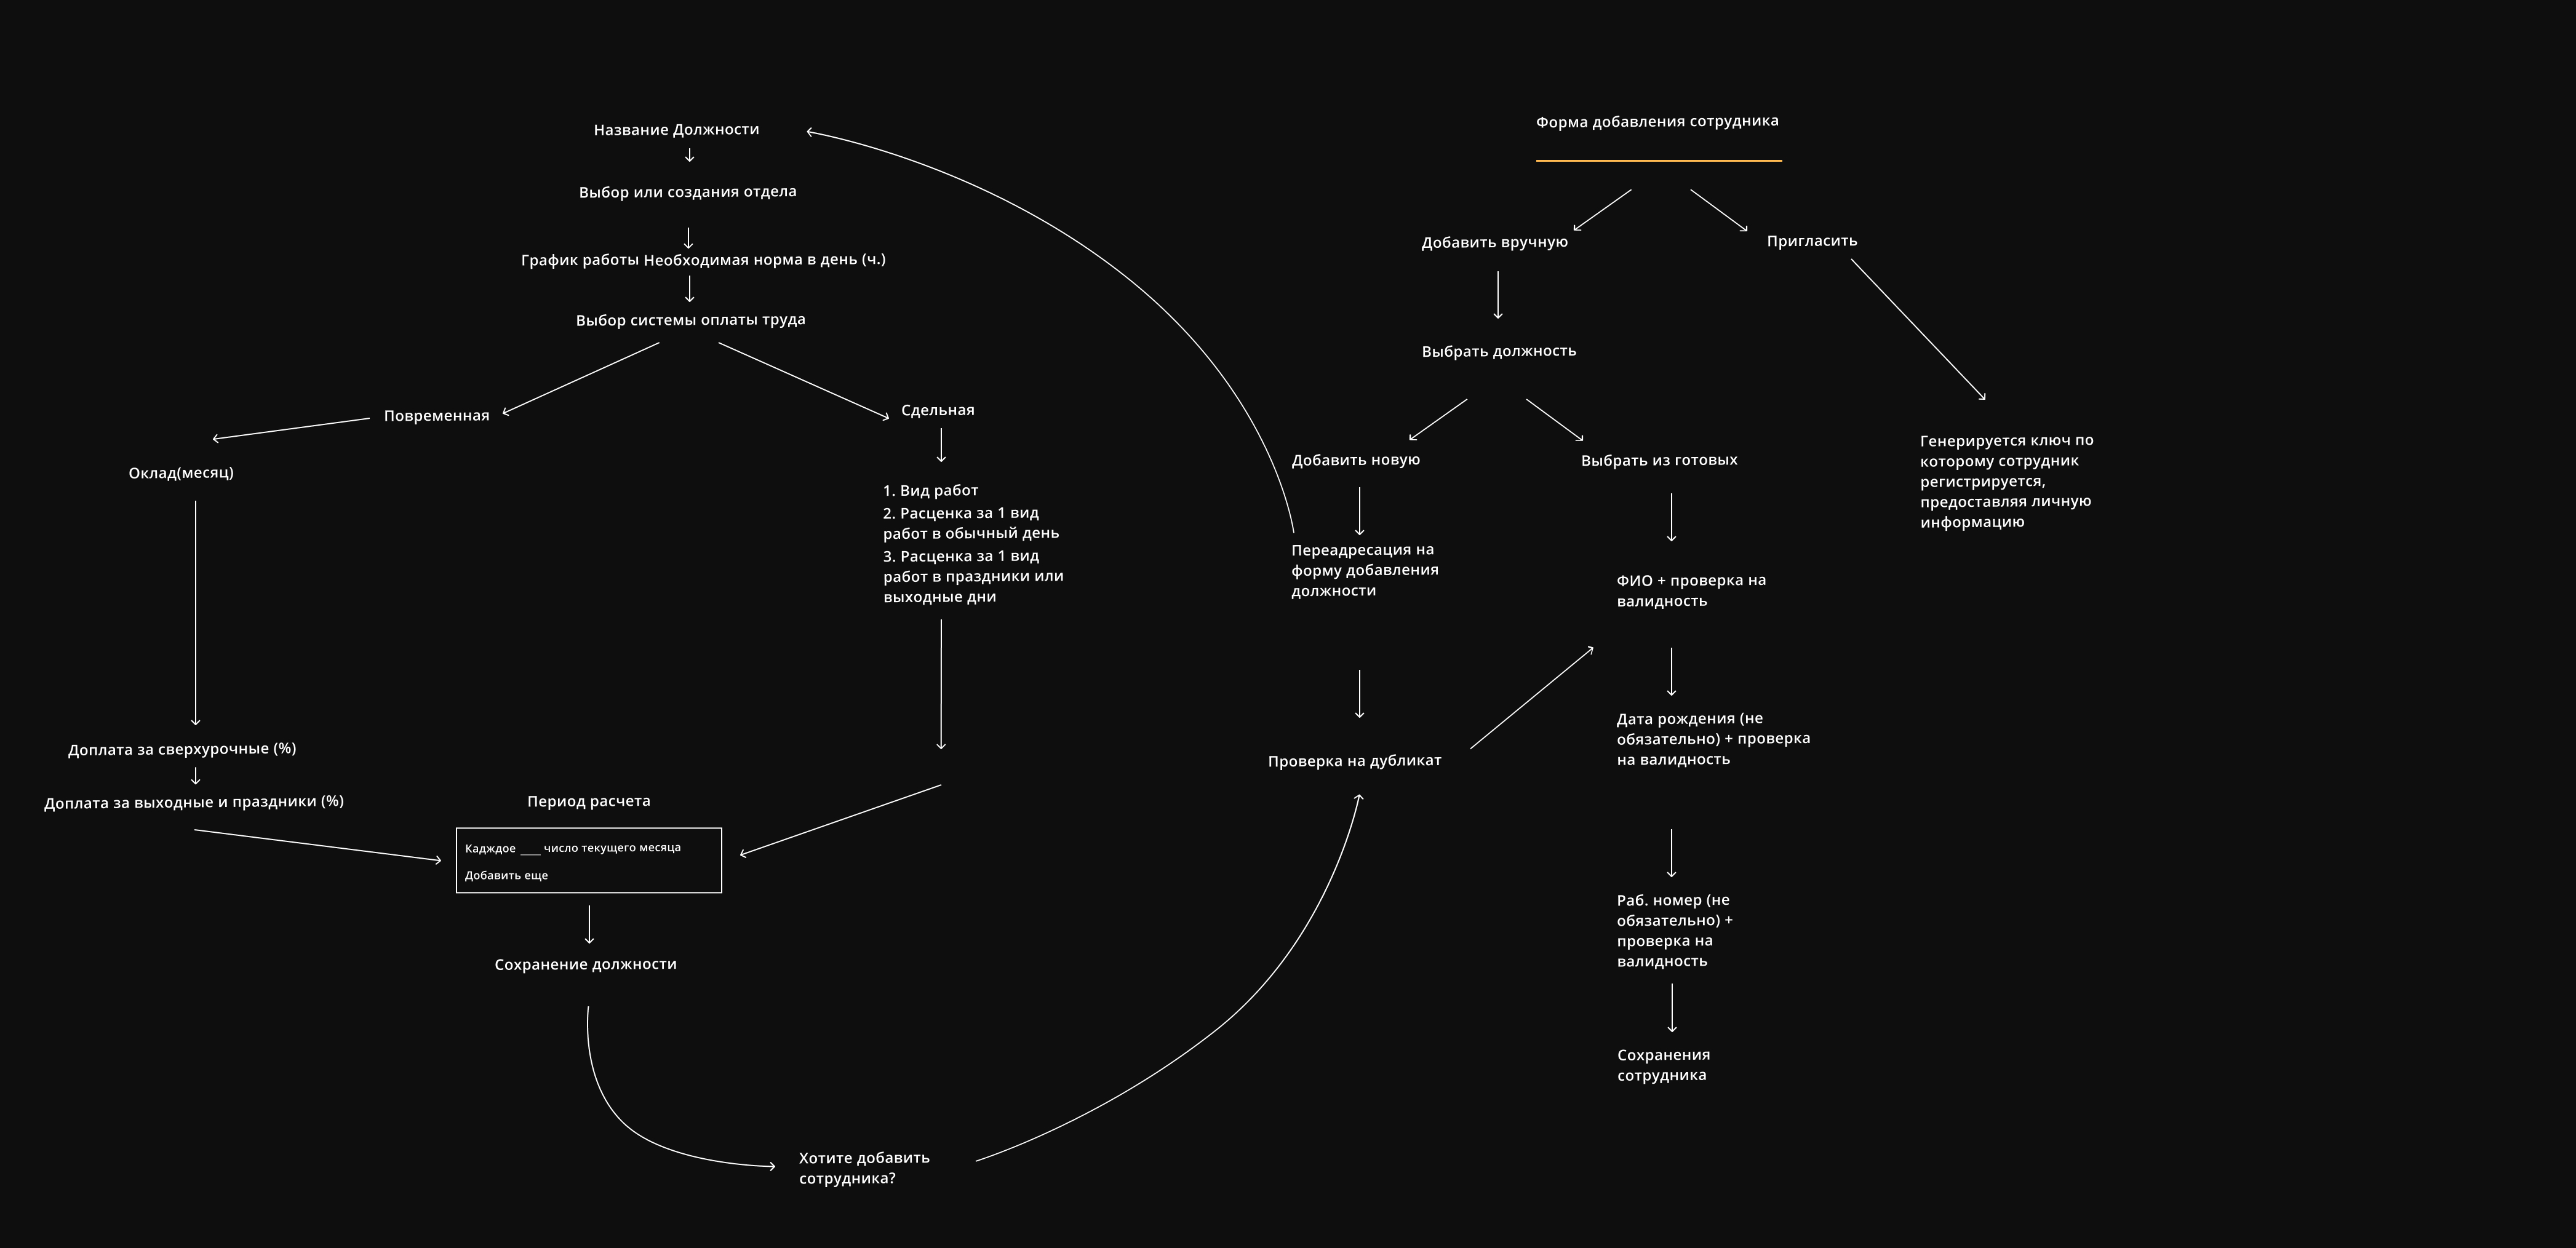 Название Должности
Выбор или создания отдела
График работы Необходимая норма в день (ч.)
Выбор системы оплаты труда
Повременная
Сдельная
Оклад(месяц)
1. Вид работ
2. Расценка за 1 вид
работ в обычный день
3. Расценка за 1 вид
работ в праздники или
выходные дни
Доплата за сверхурочные (%)
Доплата за выходные и праздники (%)
Период расчета
Кадждое ___ число текущего месяца
Добавить еще
Сохранение должности
Хотите добавить
сотрудника?
Форма добавления сотрудника
Добавить вручную
Пригласить
Выбрать должность
Добавить новую
Выбрать из готовых
Генерируется ключ по
которому сотрудник
регистрируется,
предоставляя личную
информацию
Переадресация на
форму добавления
должности
Проверка на дубликат
ФИО + проверка на
валидность
Дата рождения (не
обязательно) + проверка
на валидность
Раб. номер (не
обязательно) +
проверка на
валидность
Сохранения
сотрудника